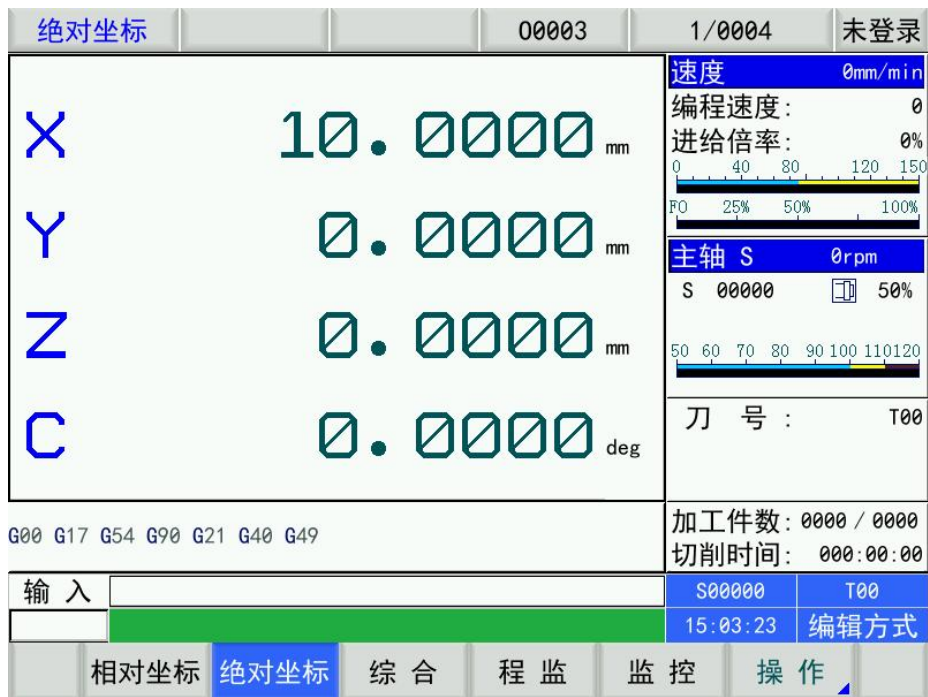 绝对坐标 O0003 1/0004 未登录
X 10.0000 mm
Y 0.0000 mm
Z 0.0000 mm
C 0.0000 deg
G00 G17 G54 G90 G21 G40 G49
速度 0mm/min
编程速度: 0
进给倍率: 0%
0 40 80 120 150
F0 25% 50% 100%
主轴 S 0rpm
S 00000 50%
50 60 70 80 90 100 110 120
刀 号: T00
加工件数: 0000 / 0000
切削时间: 000:00:00
输 入
S00000 T00
15:03:23 编辑方式
相对坐标 绝对坐标 综 合 程 监 监 控 操 作